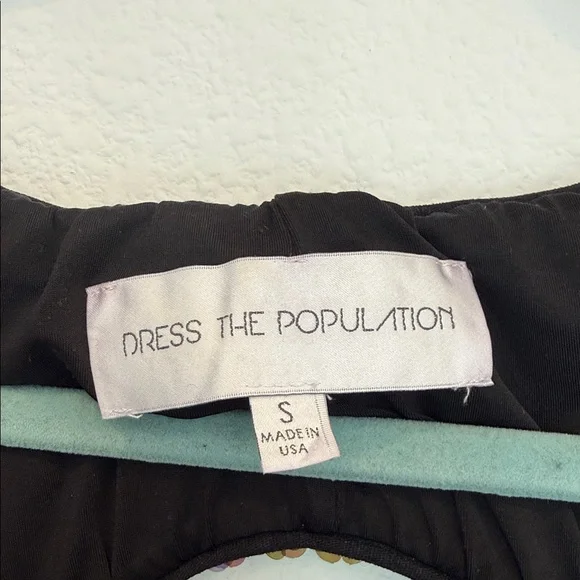 DRESS THE POPULATION
S
MADE IN
USA